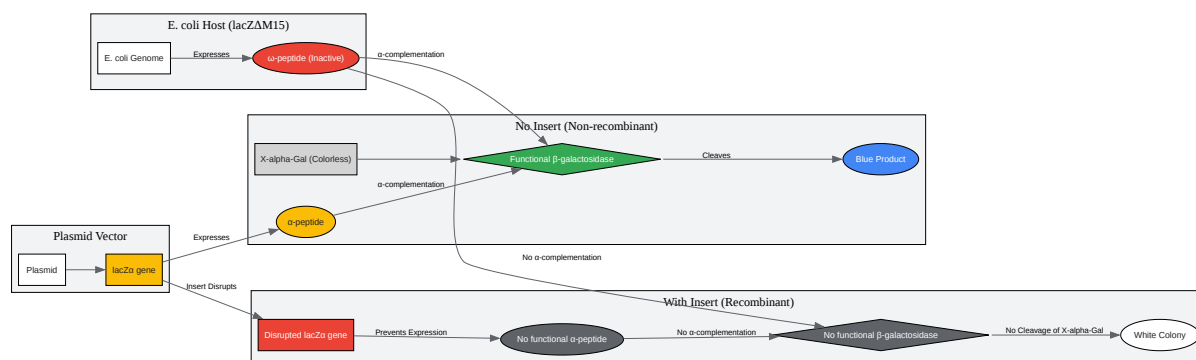 E. coli Host (lacZΔM15)
E. coli Genome
Expresses
ω-peptide (Inactive)
α-complementation
No Insert (Non-recombinant)
X-alpha-Gal (Colorless)
Functional β-galactosidase
Cleaves
Blue Product
α-complementation
α-peptide
Plasmid Vector
Expresses
Plasmid
lacZα gene
Insert Disrupts
No α-complementation
With Insert (Recombinant)
Disrupted lacZα gene
Prevents Expression
No functional α-peptide
No α-complementation
No functional β-galactosidase
No Cleavage of X-alpha-Gal
White Colony